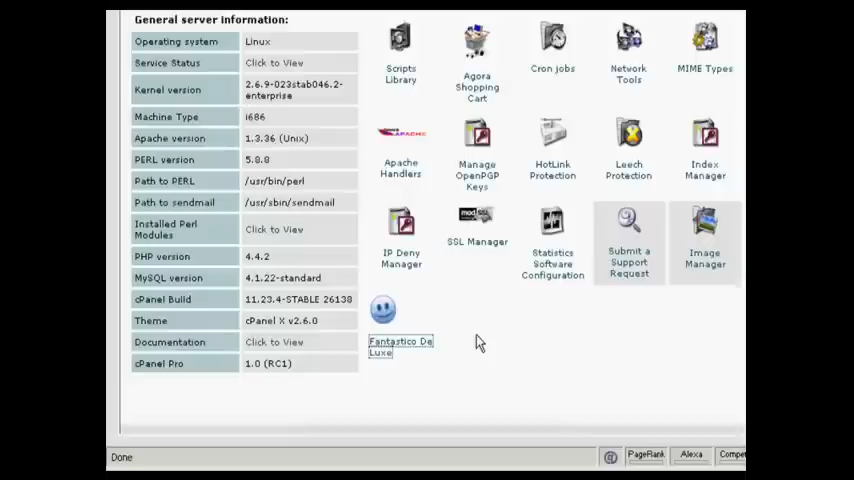 General server information:
Operating system Linux
Service Status Click to View
Kernel version 2.6.9-023stab046.2-
enterprise
Machine Type i686
Apache version 1.3.36 (Unix)
PERL version 5.8.8
Path to PERL /usr/bin/perl
Path to sendmail /usr/sbin/sendmail
Installed Perl
Modules Click to View
PHP version 4.4.2
MySQL version 4.1.22-standard
cPanel Build 11.23.4-STABLE 26138
Theme cPanel X v2.6.0
Documentation Click to View
cPanel Pro 1.0 (RC1)
Scripts
Library
Agora
Shopping
Cart
Cron jobs
Network
Tools
MIME Types
APACHE
Apache
Handlers
Manage
OpenPGP
Keys
HotLink
Protection
Leech
Protection
Index
Manager
IP Deny
Manager
mod SSL
SSL Manager
Statistics
Software
Configuration
Submit a
Support
Request
Image
Manager
Fantastico De
Luxe
Done
@
PageRank
Alexa
Compet